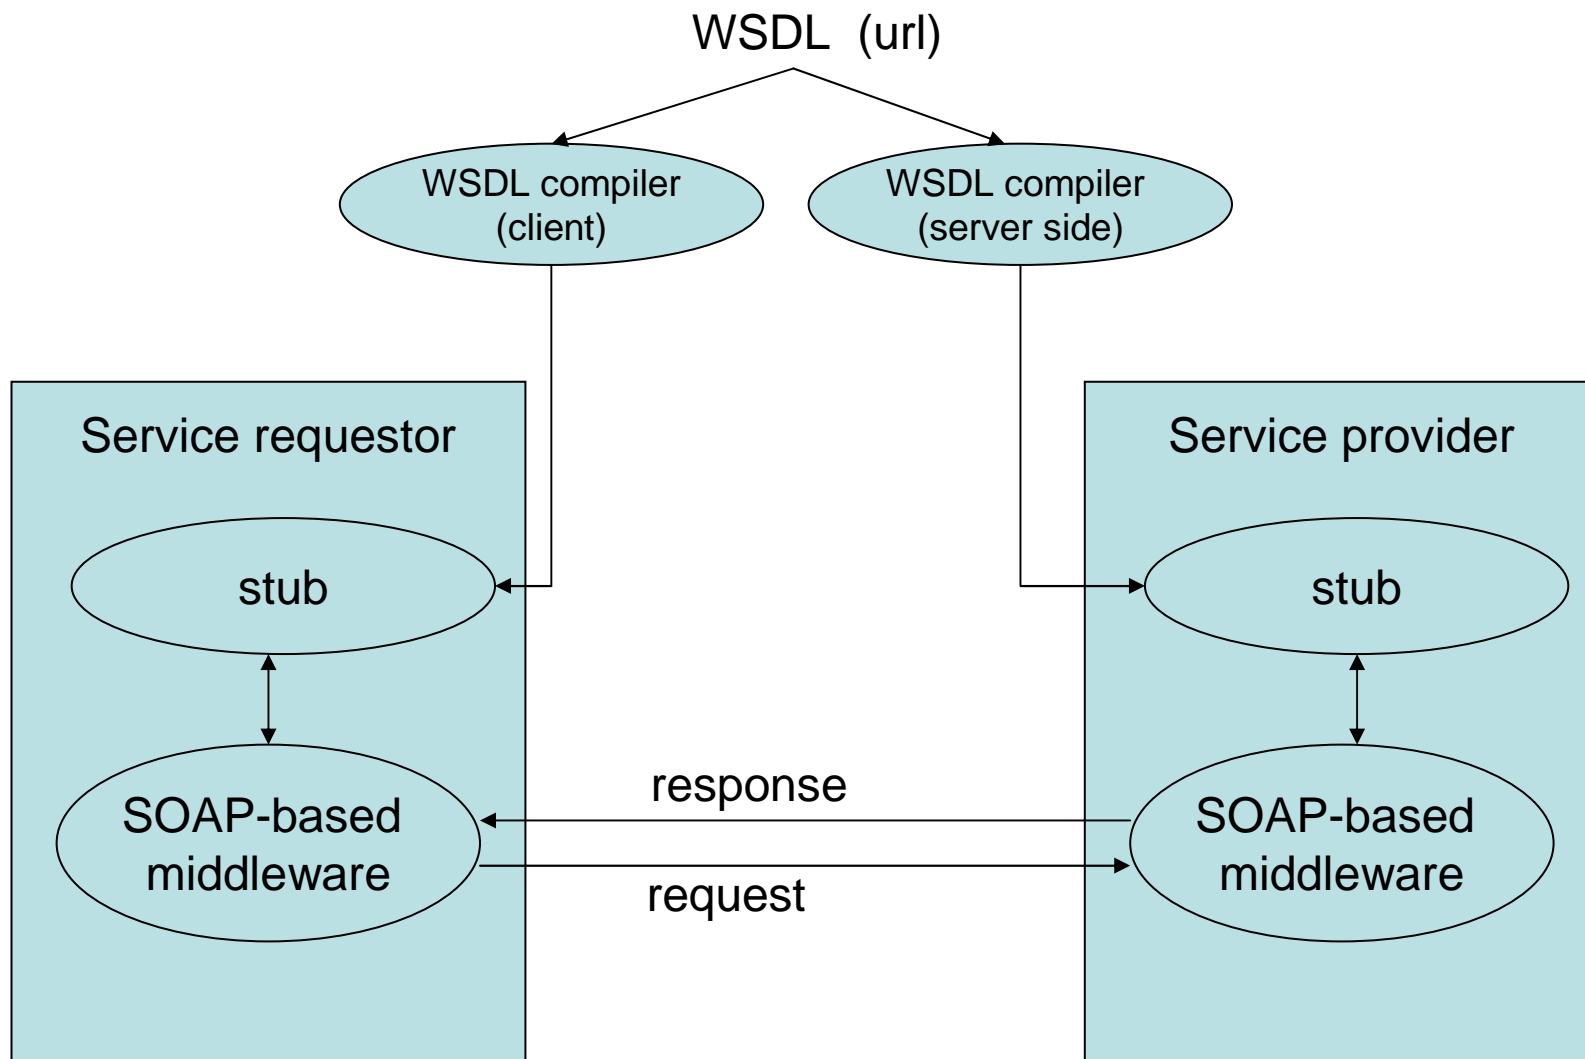 WSDL (url)
WSDL compiler
(client)
WSDL compiler
(server side)
Service requestor
Service provider
stub
stub
response
SOAP-based
middleware
SOAP-based
middleware
request